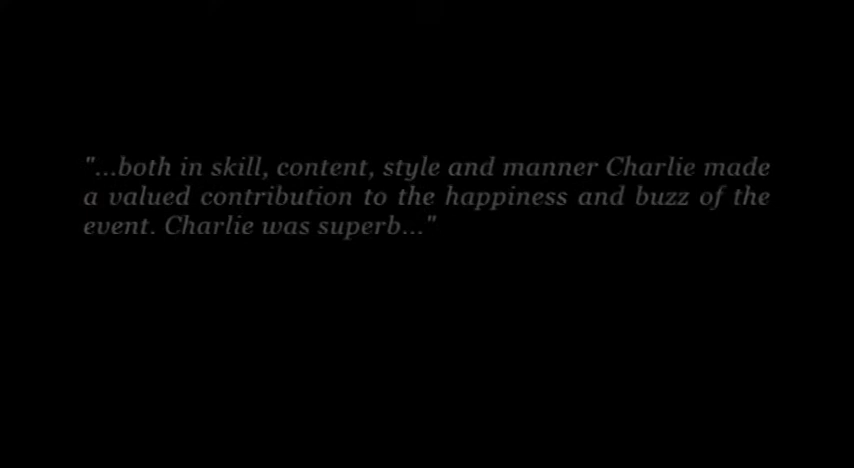 "...both in skill, content, style and manner Charlie made
a valued contribution to the happiness and buzz of the
event. Charlie was superb..."